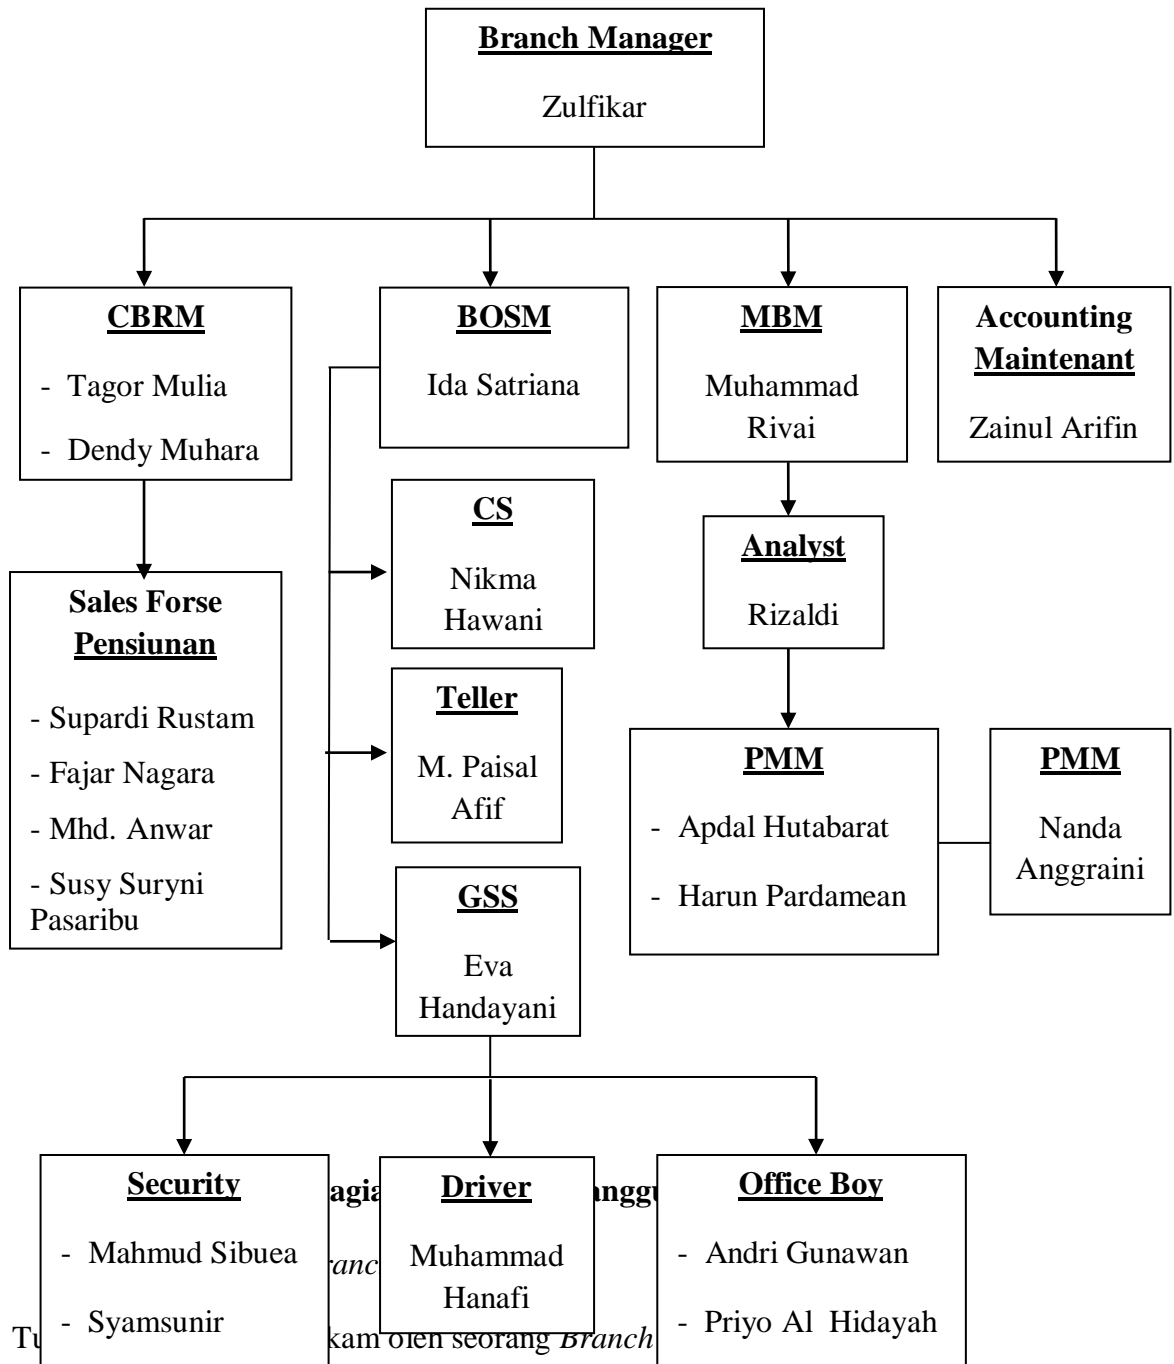 Branch Manager
Zulfikar
CBRM
- Tagor Mulia
- Dendy Muhara
BOSM
Ida Satriana
MBM
Muhammad
Rivai
Accounting
Maintenant
Zainul Arifin
Sales Forse
Pensiunan
- Supardi Rustam
- Fajar Nagara
- Mhd. Anwar
- Susy Suryni
Pasaribu
CS
Nikma
Hawani
Teller
M. Paisal
Afif
GSS
Eva
Handayani
Analyst
Rizaldi
PMM
- Apdal Hutabarat
- Harun Pardamean
PMM
Nanda
Anggraini
Security
- Mahmud Sibuea
- Syamsunir
Driver
Muhammad
Hanafi
Office Boy
- Andri Gunawan
- Priyo Al Hidayah
oleh seorang Branch